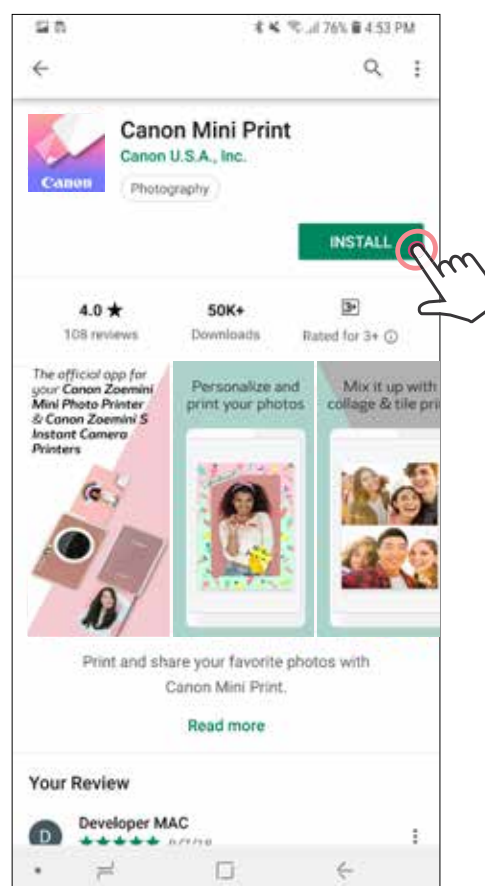 76% 4:53 PM
Canon Mini Print
Canon U.S.A., Inc.
Canon
Photography
INSTALL
4.0 ★ 50K+ 3+
108 reviews Downloads Rated for 3+
The official app for
your Canon Zoemini
Mini Photo Printer
& Canon Zoemini S
Instant Camera
Printers
Personalize and
print your photos
Mix it up with
collage & tile pri
Print and share your favorite photos with
Canon Mini Print.
Read more
Your Review
D
Developer MAC